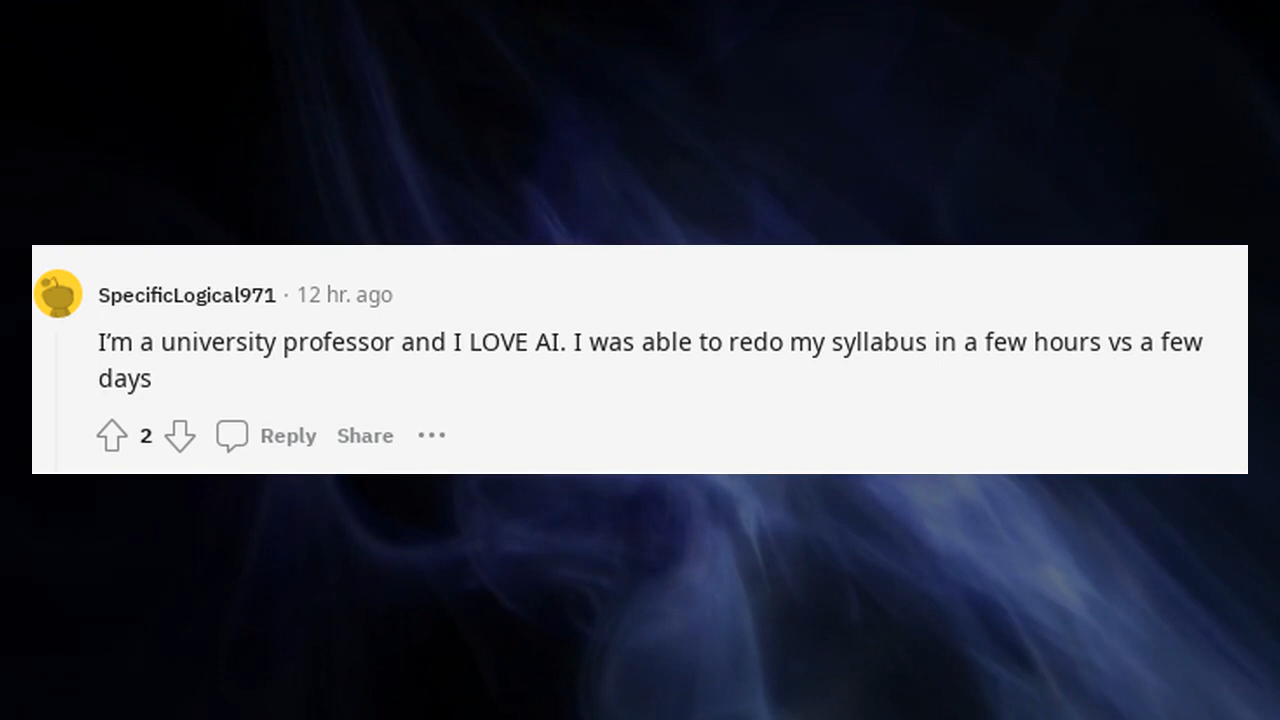 SpecificLogical971 · 12 hr. ago
I’m a university professor and I LOVE AI. I was able to redo my syllabus in a few hours vs a few
days
2 Reply Share •••